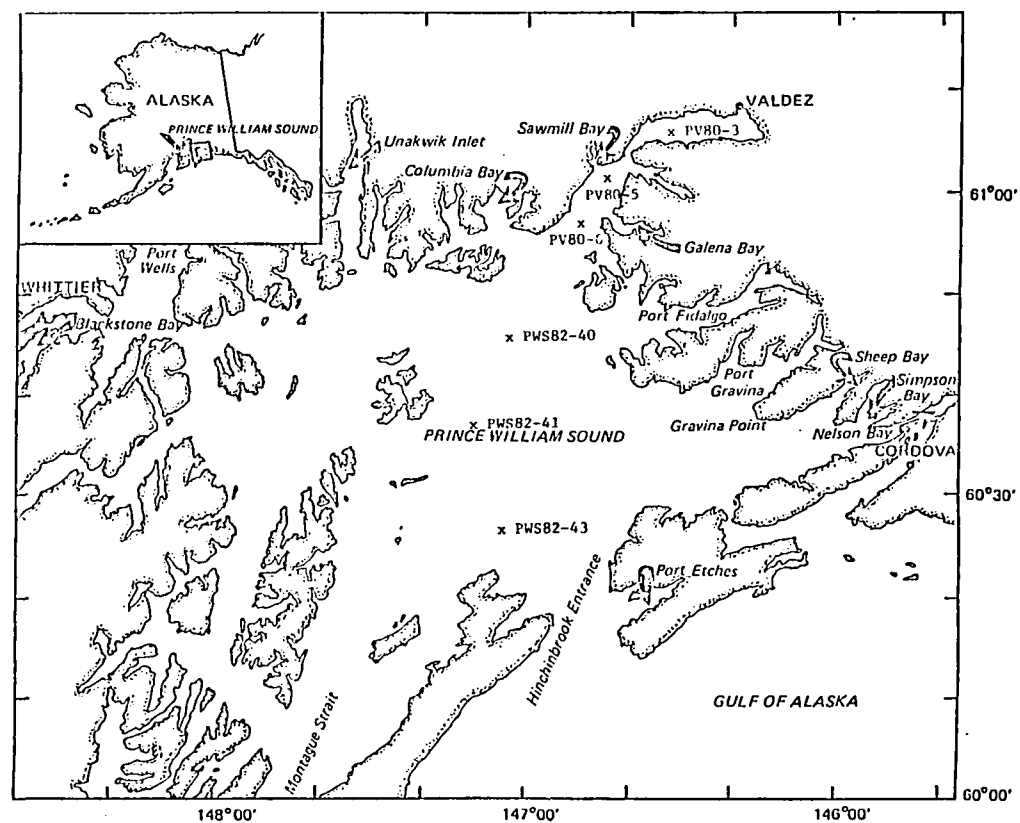 ALASKA
PRINCE WILLIAM SOUND
VALDEZ
Sawmill Bay
× PV80-3
Unakwik Inlet
Columbia Bay
×
PV80-5
61°00'
×
Galena Bay
Port
Wells
WHITTIER
Port Fidalgo
Blackstone Bay
× PWS82-40
Sheep Bay
Port
Gravina
Simpson
Bay
× PWS82-41
Gravina Point
PRINCE WILLIAM SOUND
Nelson Bay
CORDOVA
60°30'
× PWS82-43
Port Etches
Hinchinbrook Entrance
GULF OF ALASKA
Montague Strait
60°00'
148°00'
147°00'
146°00'